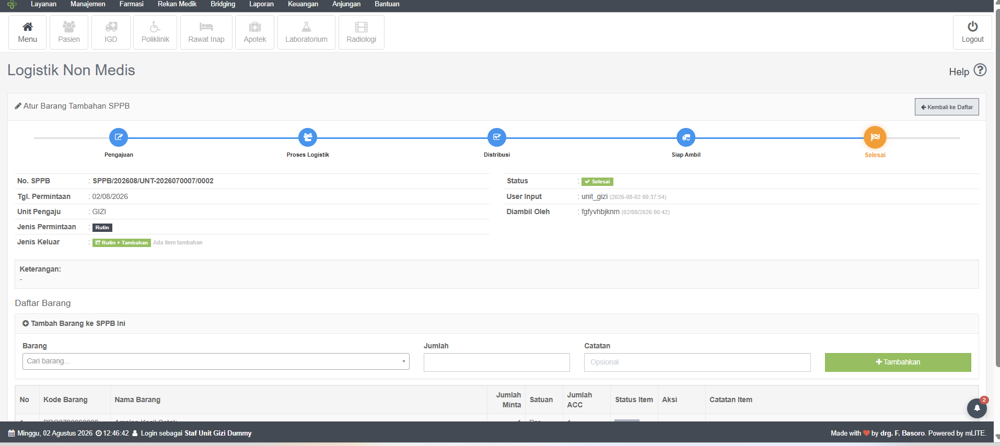 Layanan Manajemen Farmasi Rekan Medik Bridging Laporan Keuangan Anjungan Bantuan
Menu Pasien IGD Poliklinik Rawat Inap Apotek Laboratorium Radiologi Logout
Logistik Non Medis
Help
Atur Barang Tambahan SPPB
Kembali ke Daftar
Pengajuan Proses Logistik Distribusi Siap Ambil Selesai
No. SPPB : SPPB/202608/UNT-2026070007/0002
Tgl. Permintaan : 02/08/2026
Unit Pengaju : GIZI
Jenis Permintaan : Rutin
Jenis Keluar : Rutin + Tambahan Ada item tambahan
Status : Selesai
User Input : unit_gizi (2026-08-02 00:37:54)
Diambil Oleh : fgfyvhbjknm (02/08/2026 00:42)
Keterangan:
-
Daftar Barang
Tambah Barang ke SPPB Ini
Barang Jumlah Catatan
Cari barang... Opsional Tambahkan
No Kode Barang Nama Barang Jumlah Minta Satuan Jumlah ACC Status Item Aksi Catatan Item
2
Minggu, 02 Agustus 2026 12:46:42 Login sebagai Staf Unit Gizi Dummy
Made with by drg. F. Basoro. Powered by mLITE.